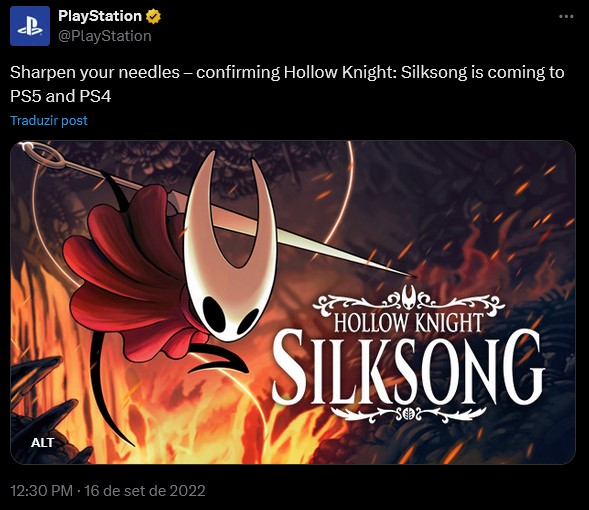 PlayStation
@PlayStation
Sharpen your needles – confirming Hollow Knight: Silksong is coming to
PS5 and PS4
Traduzir post
HOLLOW KNIGHT
SILKSONG
ALT
12:30 PM · 16 de set de 2022